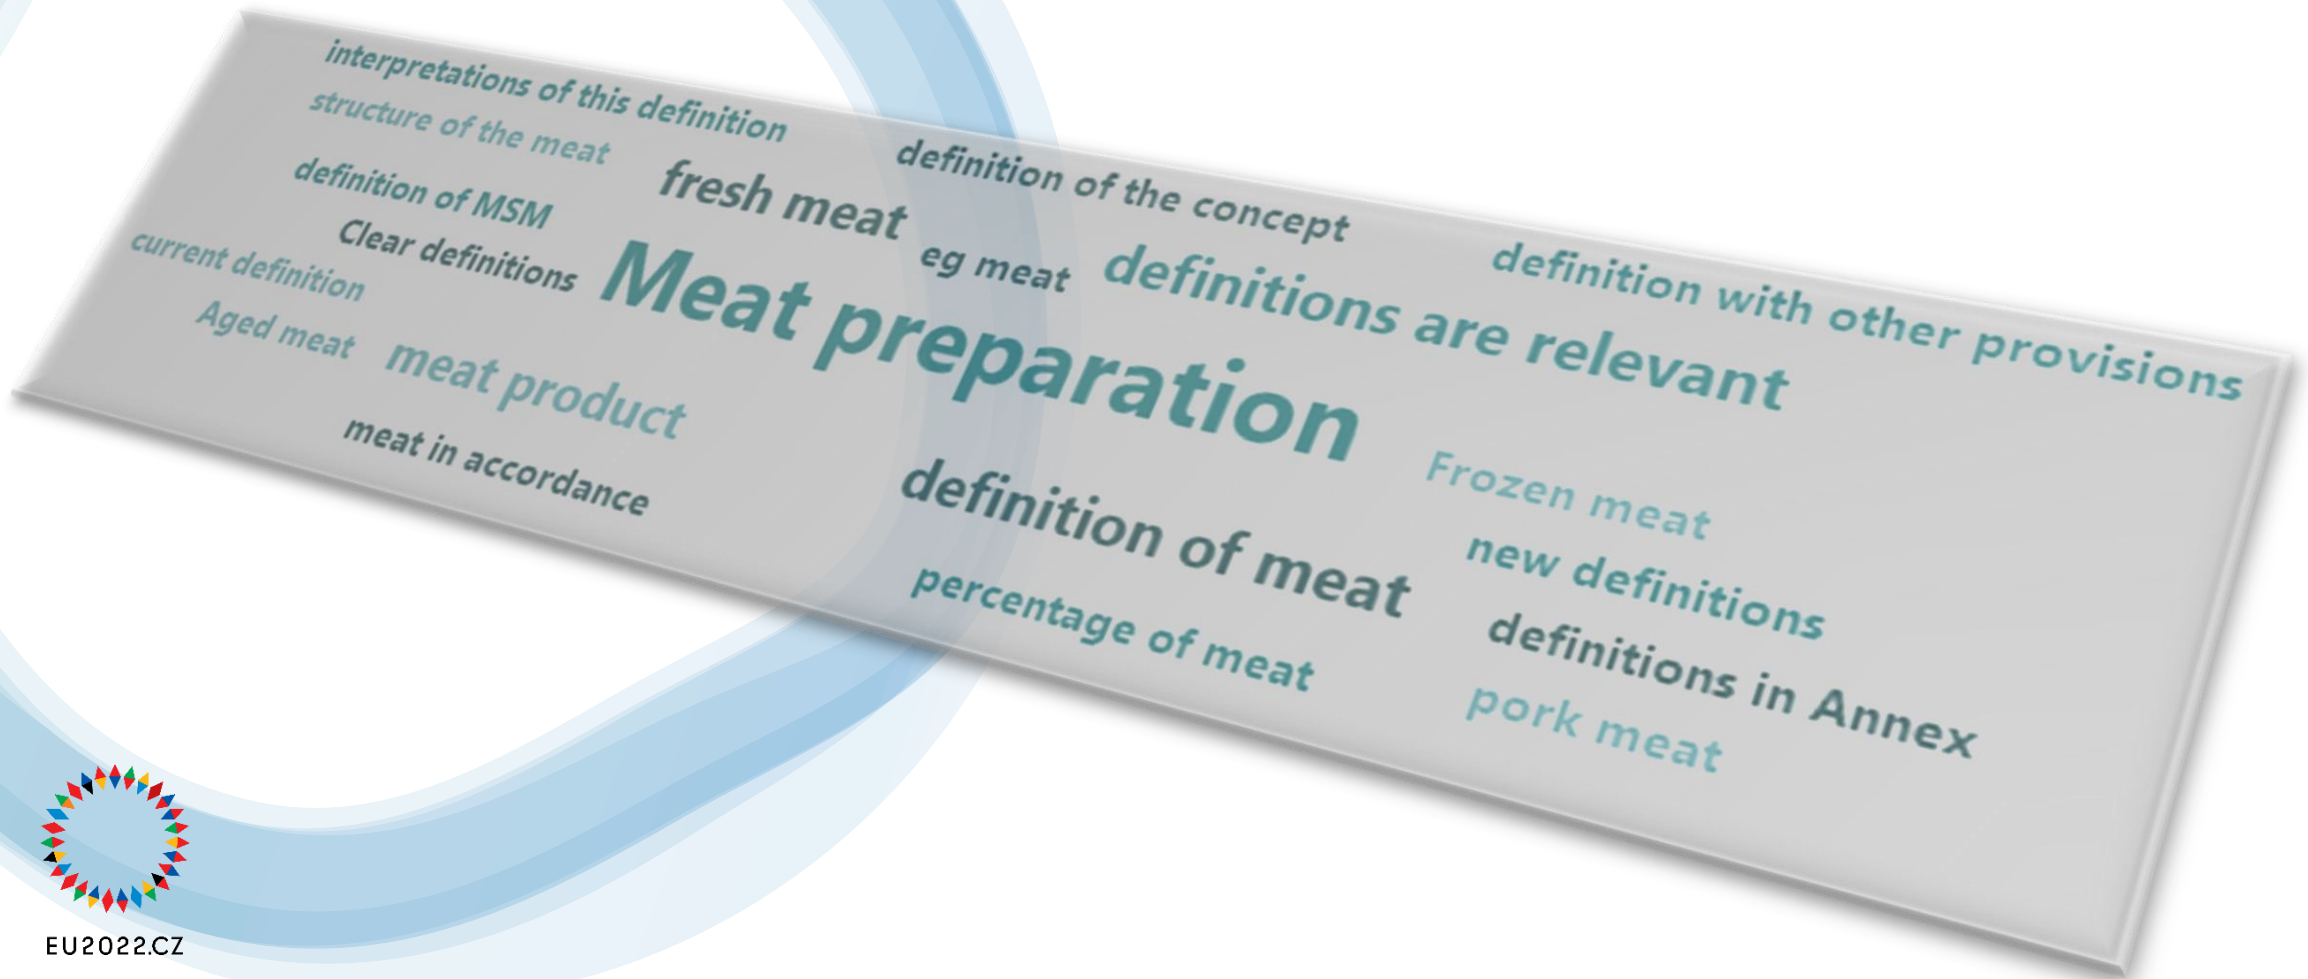 interpretations of this definition
structure of the meat
definition of the concept
definition of MSM
fresh meat
definition with other provisions
Clear definitions
eg meat
definitions are relevant
current definition
Meat preparation
Aged meat
meat product
meat in accordance
Frozen meat
definition of meat
new definitions
percentage of meat
definitions in Annex
pork meat
EU2022.CZ